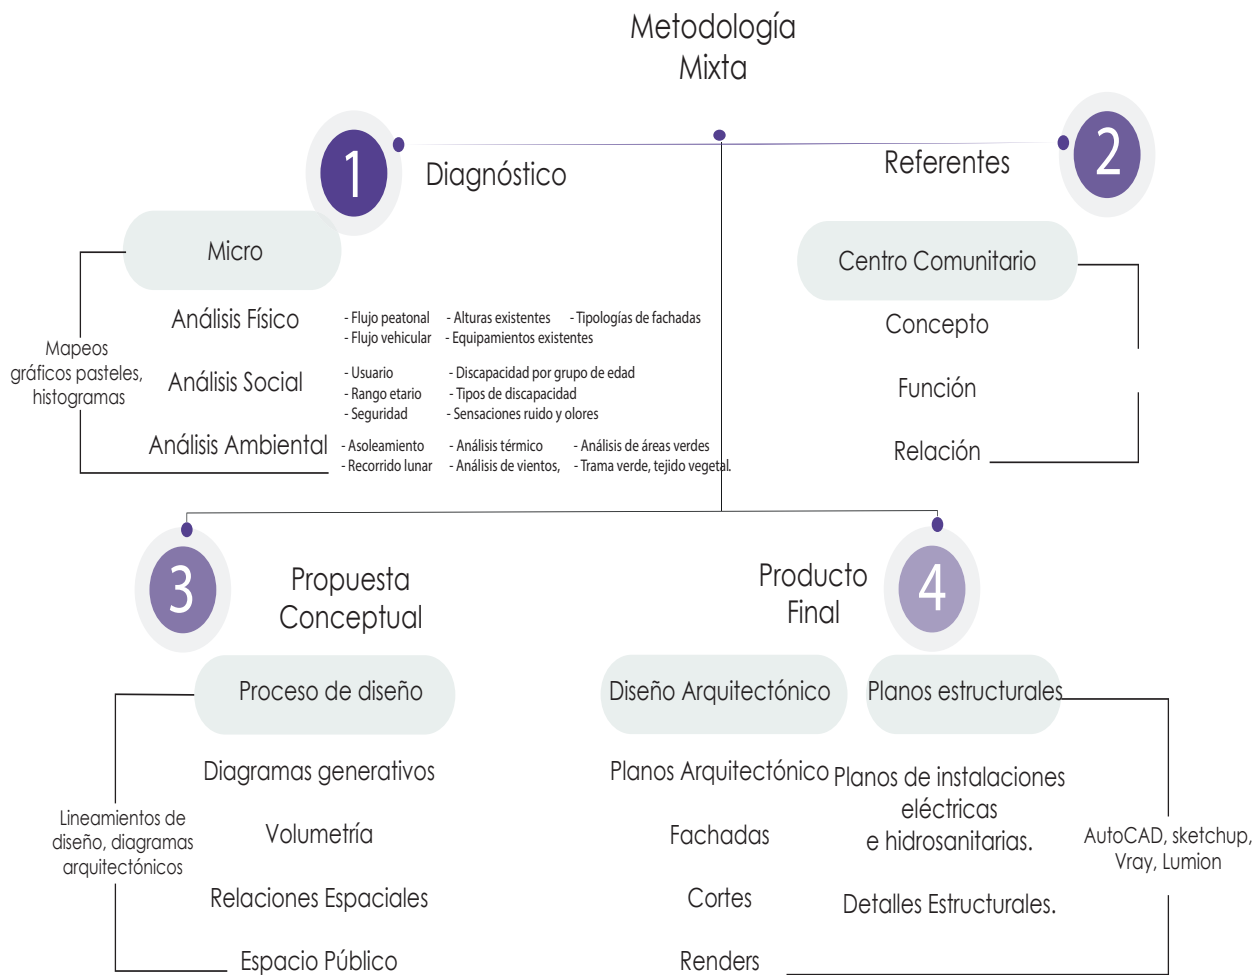 Metodología
Mixta
1
Diagnóstico
Referentes
2
Micro
Mapeos
gráficos pasteles,
histogramas
Análisis Físico
- Flujo peatonal - Alturas existentes - Tipologías de fachadas
- Flujo vehicular - Equipamientos existentes
Análisis Social
- Usuario - Discapacidad por grupo de edad
- Rango etario - Tipos de discapacidad
- Seguridad - Sensaciones ruido y olores
Análisis Ambiental
- Asoleamiento - Análisis térmico - Análisis de áreas verdes
- Recorrido lunar - Análisis de vientos, - Trama verde, tejido vegetal.
Centro Comunitario
Concepto
Función
Relación
3
Propuesta
Conceptual
Proceso de diseño
Lineamientos de
diseño, diagramas
arquitectónicos
Diagramas generativos
Volumetría
Relaciones Espaciales
Espacio Público
Producto
Final
4
Diseño Arquitectónico
Planos Arquitectónico
Fachadas
Cortes
Renders
Planos estructurales
Planos de instalaciones
eléctricas
e hidrosanitarias.
Detalles Estructurales.
AutoCAD, sketchup,
Vray, Lumion